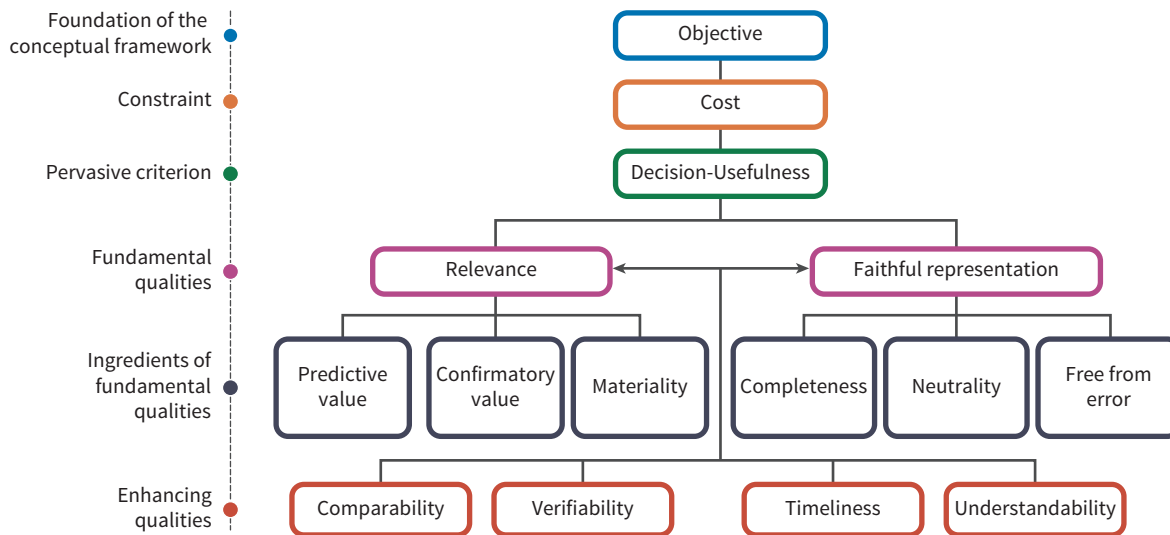 Foundation of the
conceptual framework
Objective
Constraint
Cost
Pervasive criterion
Decision-Usefulness
Fundamental
qualities
Relevance
Faithful representation
Ingredients of
fundamental
qualities
Predictive
value
Confirmatory
value
Materiality
Completeness
Neutrality
Free from
error
Enhancing
qualities
Comparability
Verifiability
Timeliness
Understandability